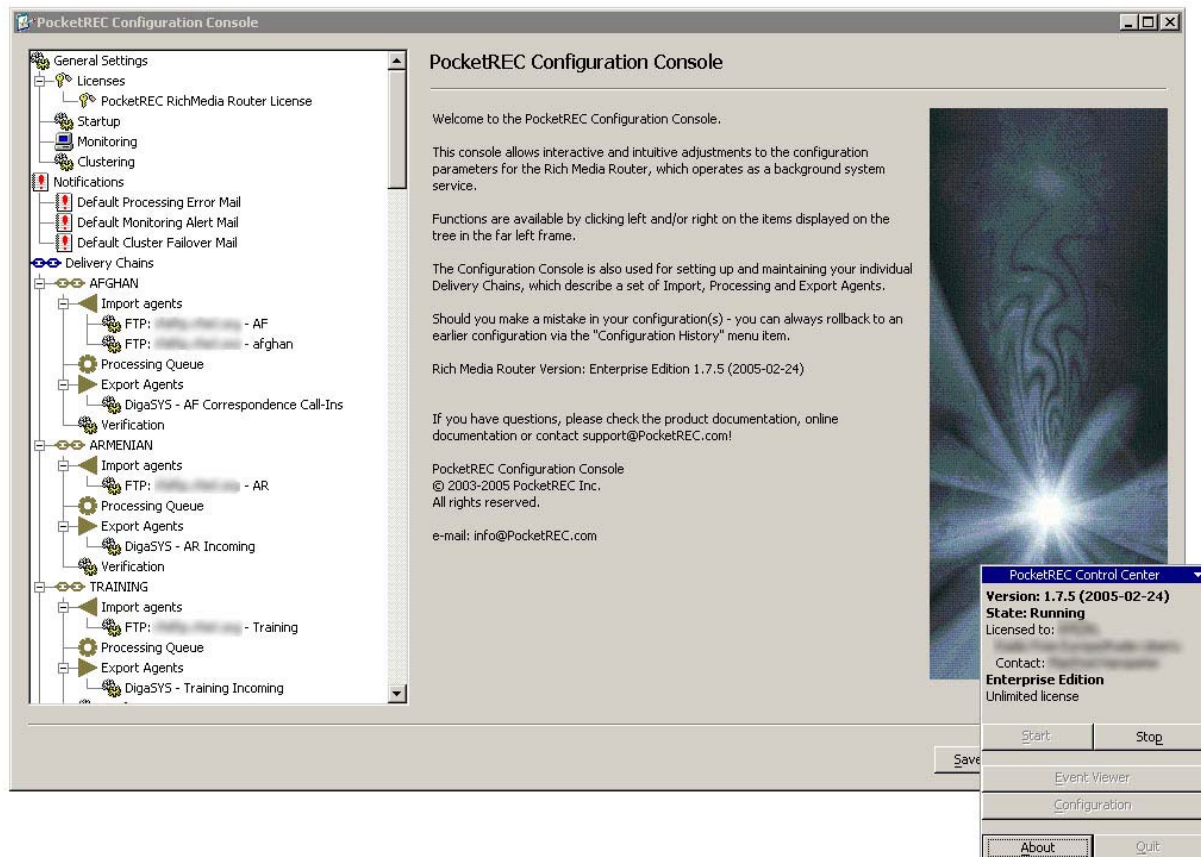 PocketREC Configuration Console
General Settings
Licenses
PocketREC RichMedia Router License
Startup
Monitoring
Clustering
Notifications
Default Processing Error Mail
Default Monitoring Alert Mail
Default Cluster Failover Mail
Delivery Chains
AFGHAN
Import agents
FTP: - AF
FTP: - afghan
Processing Queue
Export Agents
DigaSYS - AF Correspondence Call-Ins
Verification
ARMENIAN
Import agents
FTP: - AR
Processing Queue
Export Agents
DigaSYS - AR Incoming
Verification
TRAINING
Import agents
FTP: - Training
Processing Queue
Export Agents
DigaSYS - Training Incoming
PocketREC Configuration Console
Welcome to the PocketREC Configuration Console.
This console allows interactive and intuitive adjustments to the configuration
parameters for the Rich Media Router, which operates as a background system
service.
Functions are available by clicking left and/or right on the items displayed on the
tree in the far left frame.
The Configuration Console is also used for setting up and maintaining your individual
Delivery Chains, which describe a set of Import, Processing and Export Agents.
Should you make a mistake in your configuration(s) - you can always rollback to an
earlier configuration via the "Configuration History" menu item.
Rich Media Router Version: Enterprise Edition 1.7.5 (2005-02-24)
If you have questions, please check the product documentation, online
documentation or contact support@PocketREC.com!
PocketREC Configuration Console
© 2003-2005 PocketREC Inc.
All rights reserved.
e-mail: info@PocketREC.com
Save
PocketREC Control Center
Version: 1.7.5 (2005-02-24)
State: Running
Licensed to:
Contact:
Enterprise Edition
Unlimited license
Start Stop
Event Viewer
Configuration
About Quit